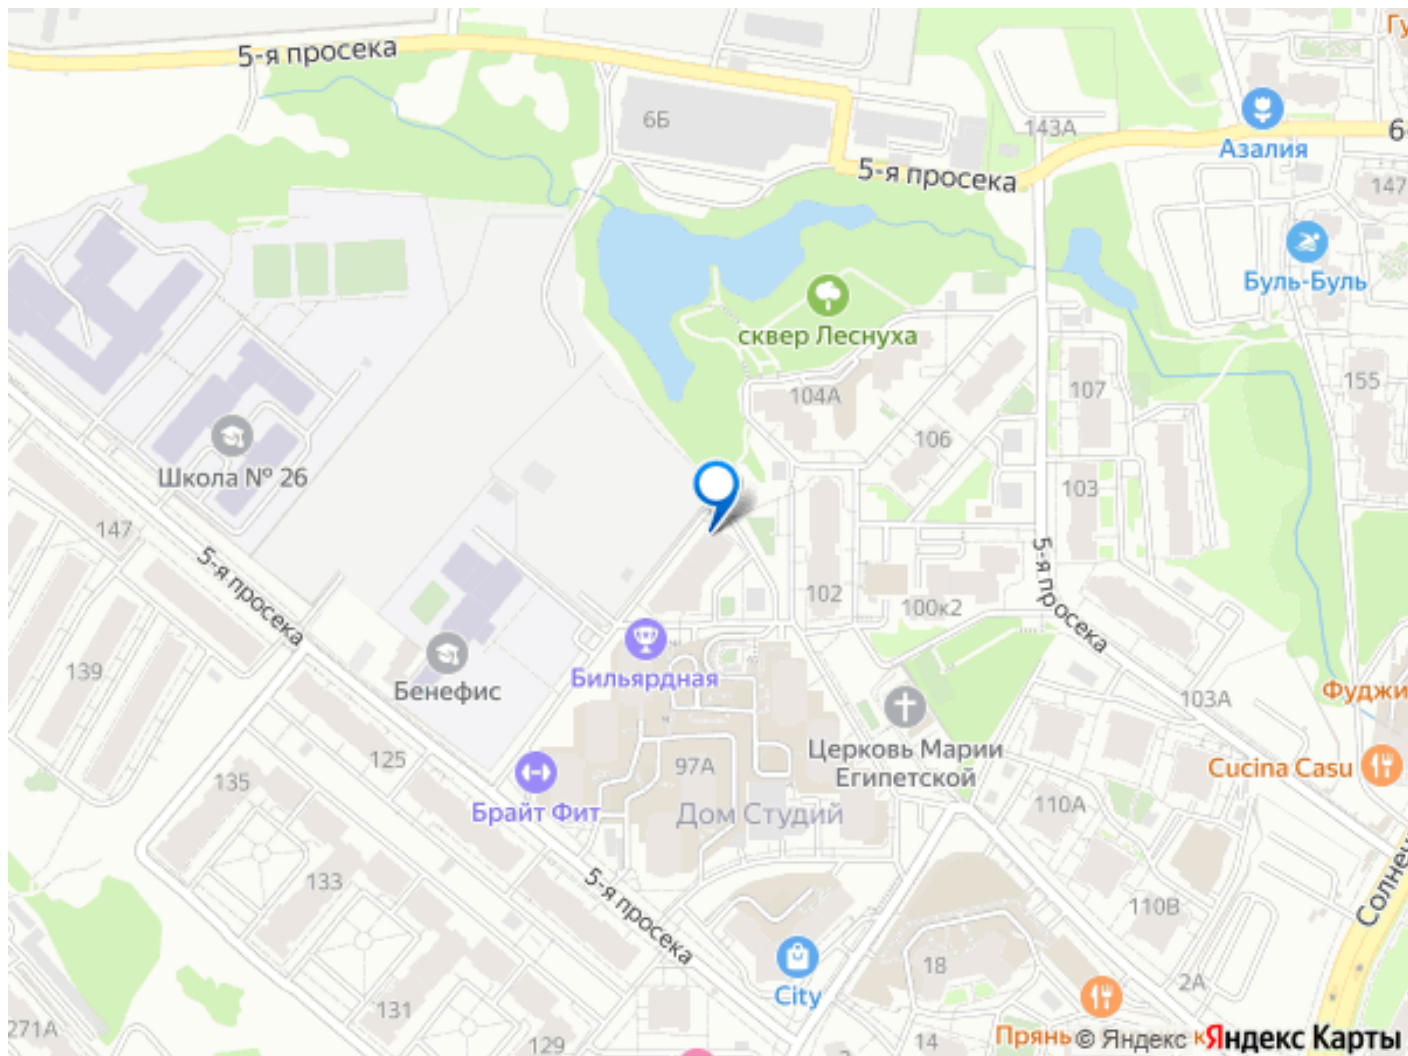 Гу
5-я просека
6Б
143А
6-
Азалия
5-я просека
147
Буль-Буль
сквер Леснуха
104А
107
155
106
Школа № 26
103
147
5-я просека
5-я просека
102
100к2
139
Бенефис
Бильярдная
103А
Фуджи
Церковь Марии
Египетской
Cucina Casu
125
97А
135
Брайт Фит
Дом Студий
110А
133
5-я просека
Солнеч
110В
18
City
2А
131
271А
129
14
Прянь
к
© Яндекс
Яндекс Карты